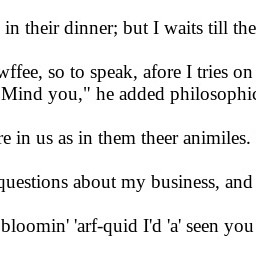 in their dinner; but I waits till the
wffee, so to speak, afore I tries on
Mind you," he added philosophic
re in us as in them theer animiles.
questions about my business, and
bloomin' 'arf-quid I'd 'a' seen you